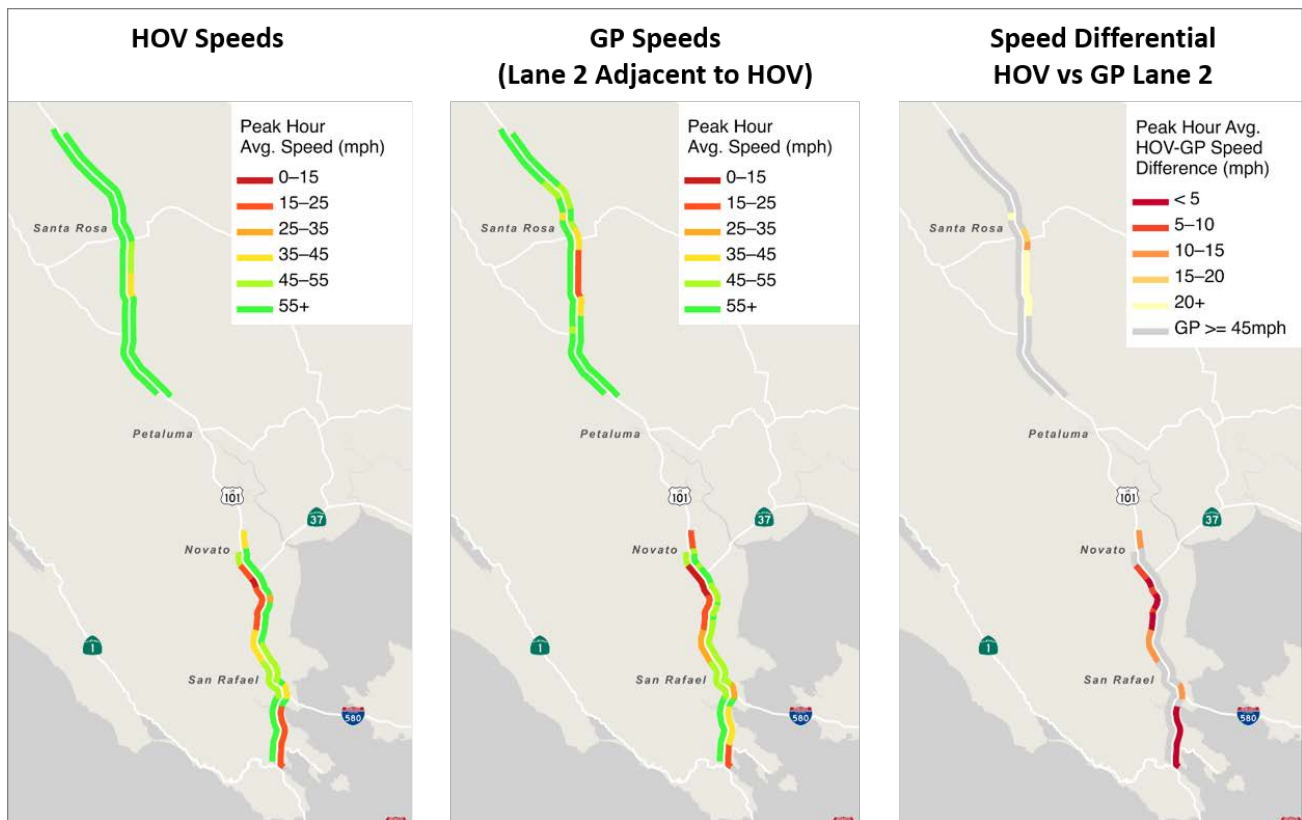 HOV Speeds
Peak Hour
Avg. Speed (mph)
0–15
15–25
25–35
35–45
45–55
55+
Santa Rosa
Petaluma
101
37
Novato
1
San Rafael
580
GP Speeds
(Lane 2 Adjacent to HOV)
Peak Hour
Avg. Speed (mph)
0–15
15–25
25–35
35–45
45–55
55+
Santa Rosa
Petaluma
101
37
Novato
1
San Rafael
580
Speed Differential
HOV vs GP Lane 2
Peak Hour Avg.
HOV-GP Speed
Difference (mph)
< 5
5–10
10–15
15–20
20+
GP >= 45mph
Santa Rosa
Petaluma
101
37
Novato
1
San Rafael
580